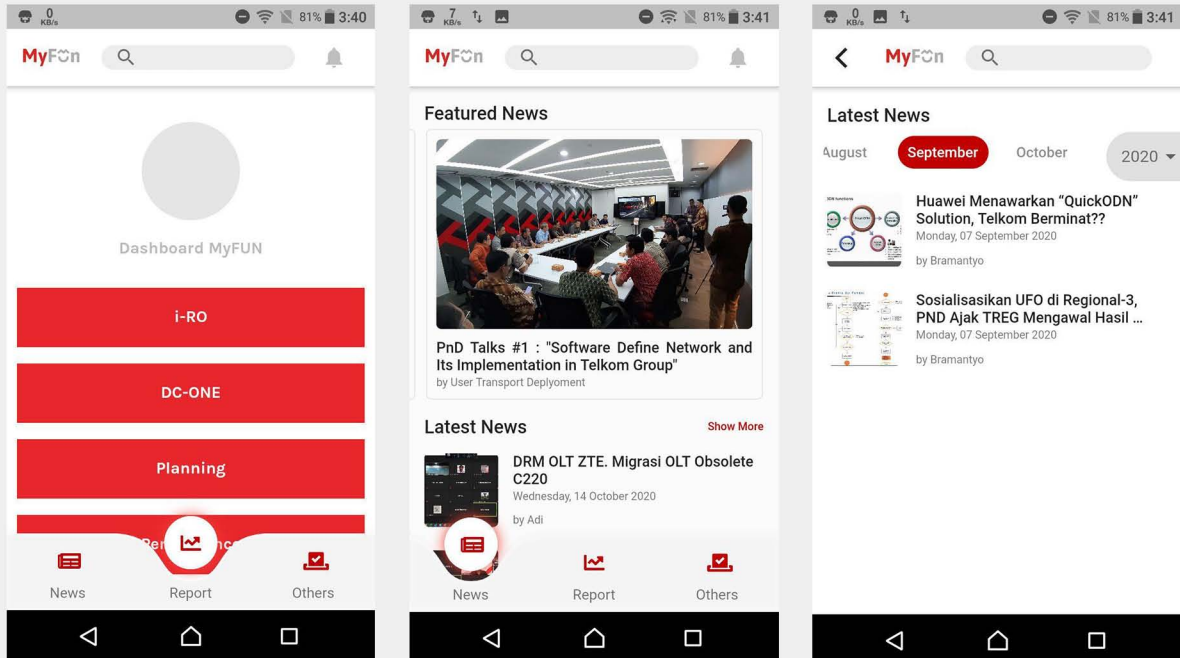 0
KB/s
81%
3:40
MyFUn
Dashboard MyFUN
i-RO
DC-ONE
Planning
News
Report
Others
7
KB/s
81%
3:41
MyFUn
Featured News
PnD Talks #1 : "Software Define Network and
Its Implementation in Telkom Group"
by User Transport Deplyoment
Latest News
Show More
DRM OLT ZTE. Migrasi OLT Obsolete
C220
Wednesday, 14 October 2020
by Adi
News
Report
Others
0
KB/s
81%
3:41
MyFUn
Latest News
August
September
October
2020
Huawei Menawarkan “QuickODN”
Solution, Telkom Berminat??
Monday, 07 September 2020
by Bramantyo
Sosialisasikan UFO di Regional-3,
PND Ajak TREG Mengawal Hasil ...
Monday, 07 September 2020
by Bramantyo